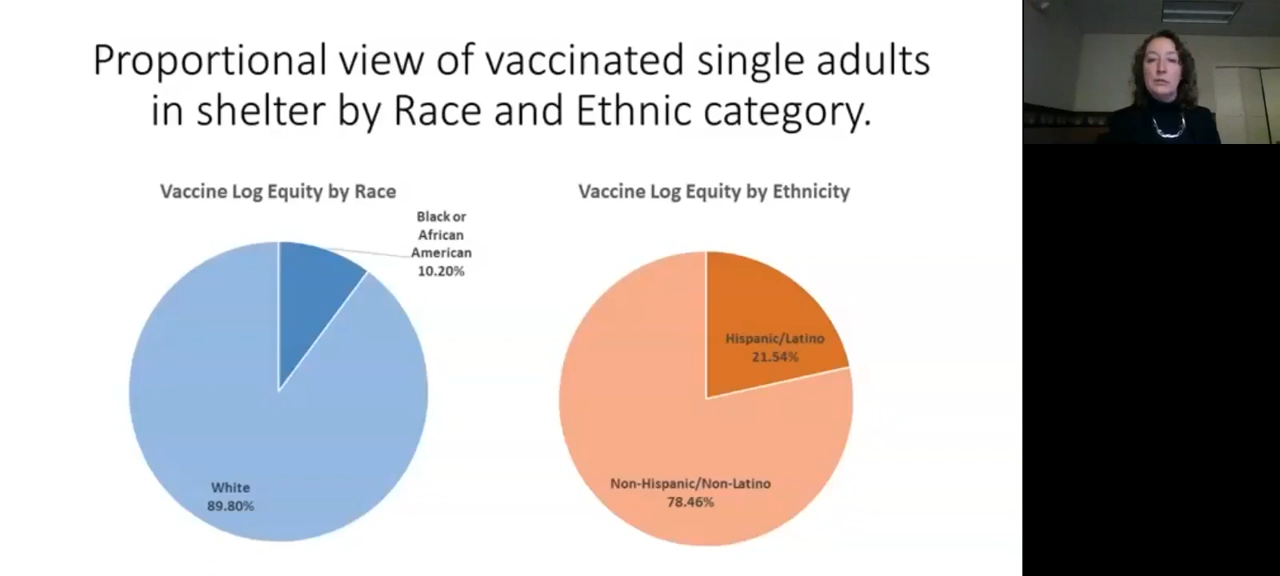 Proportional view of vaccinated single adults
in shelter by Race and Ethnic category.
Vaccine Log Equity by Race
Black or
African
American
10.20%
White
89.80%
Vaccine Log Equity by Ethnicity
Hispanic/Latino
21.54%
Non-Hispanic/Non-Latino
78.46%